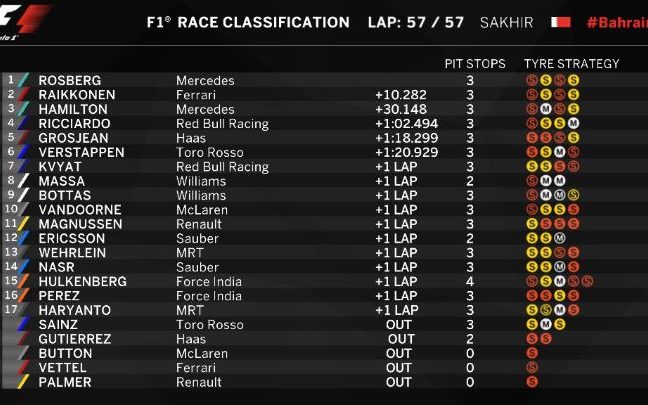 F1® RACE CLASSIFICATION LAP: 57 / 57 SAKHIR #Bahrain
PIT STOPS TYRE STRATEGY
1 ROSBERG Mercedes 3 S S S S
2 RAIKKONEN Ferrari +10.282 3 S S S S
3 HAMILTON Mercedes +30.148 3 S M S S
4 RICCIARDO Red Bull Racing +1:02.494 3 S S S M
5 GROSJEAN Haas +1:18.299 3 S S S S
6 VERSTAPPEN Toro Rosso +1:20.929 3 S S M S
7 KVYAT Red Bull Racing +1 LAP 3 S S S S
8 MASSA Williams +1 LAP 2 S M M
9 BOTTAS Williams +1 LAP 3 S M M S
10 VANDOORNE McLaren +1 LAP 3 S S S S
11 MAGNUSSEN Renault +1 LAP 3 S S S S
12 ERICSSON Sauber +1 LAP 2 S S M
13 WEHRLEIN MRT +1 LAP 3 S S M S
14 NASR Sauber +1 LAP 3 S S M S
15 HULKENBERG Force India +1 LAP 4 S S M S S
16 PEREZ Force India +1 LAP 3 S S S S
17 HARYANTO MRT +1 LAP 3 S S M S
SAINZ Toro Rosso OUT 3 S M S
GUTIERREZ Haas OUT 2 S S
BUTTON McLaren OUT 0 S
VETTEL Ferrari OUT 0 S
PALMER Renault OUT 0 S